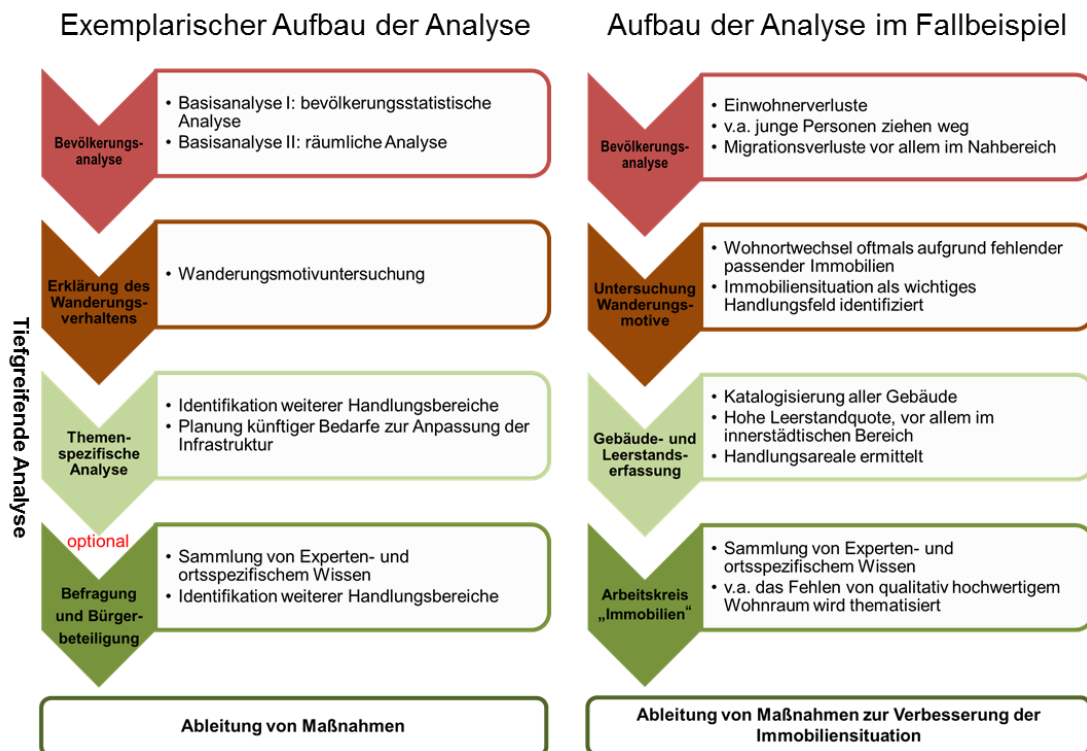 Exemplarischer Aufbau der Analyse
Bevölkerungs-
analyse
• Basisanalyse I: bevölkerungsstatistische
Analyse
• Basisanalyse II: räumliche Analyse
Tiefgreifende Analyse
Erklärung des
Wanderungs-
verhaltens
• Wanderungsmotivuntersuchung
Themen-
spezifische
Analyse
• Identifikation weiterer Handlungsbereiche
• Planung künftiger Bedarfe zur Anpassung der
Infrastruktur
optional
Befragung
und Bürger-
beteiligung
• Sammlung von Experten- und
ortsspezifischem Wissen
• Identifikation weiterer Handlungsbereiche
Ableitung von Maßnahmen
Aufbau der Analyse im Fallbeispiel
Bevölkerungs-
analyse
• Einwohnerverluste
• v.a. junge Personen ziehen weg
• Migrationsverluste vor allem im Nahbereich
Untersuchung
Wanderungs-
motive
• Wohnortwechsel oftmals aufgrund fehlender
passender Immobilien
• Immobiliensituation als wichtiges
Handlungsfeld identifiziert
Gebäude- und
Leerstands-
erfassung
• Katalogisierung aller Gebäude
• Hohe Leerstandquote, vor allem im
innerstädtischen Bereich
• Handlungsareale ermittelt
Arbeitskreis
„Immobilien“
• Sammlung von Experten- und
ortsspezifischem Wissen
• v.a. das Fehlen von qualitativ hochwertigem
Wohnraum wird thematisiert
Ableitung von Maßnahmen zur Verbesserung der
Immobiliensituation